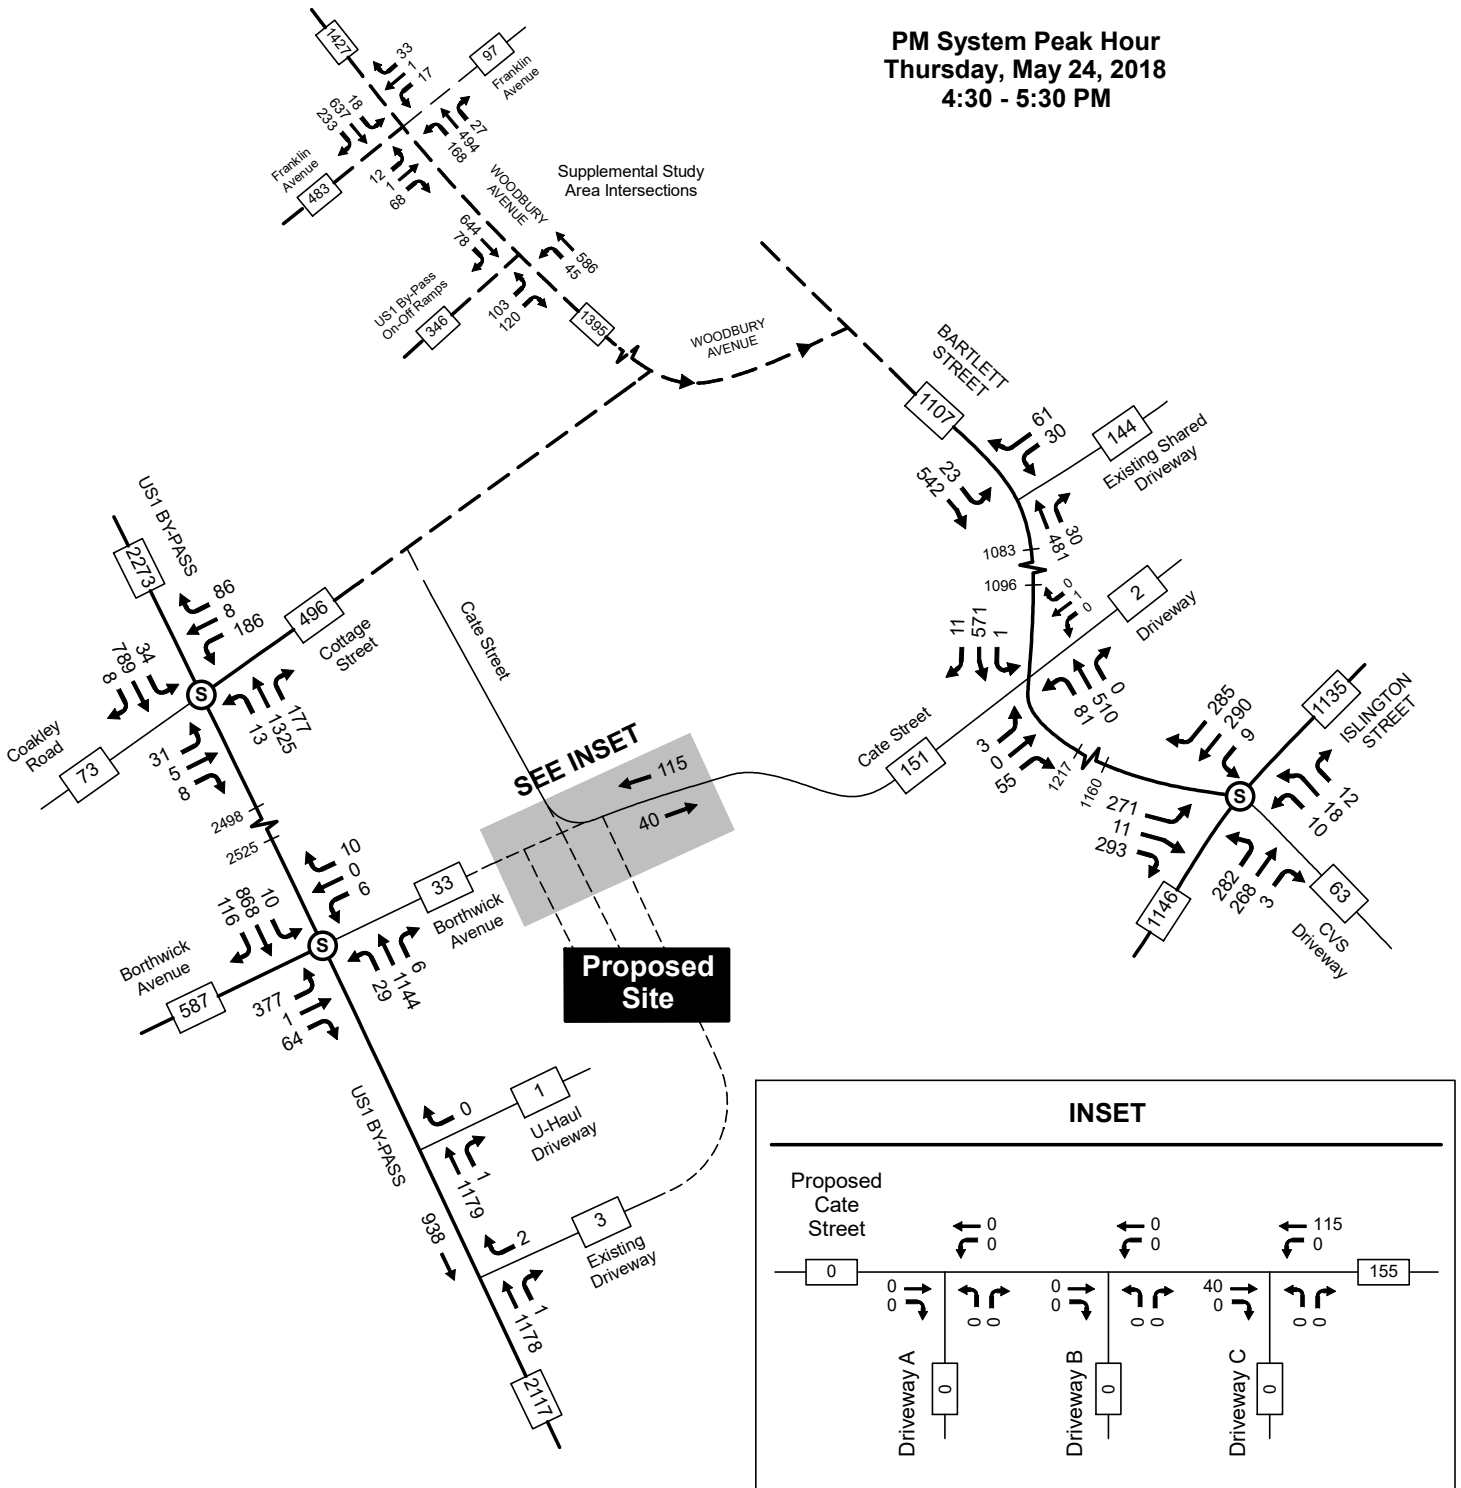 PM System Peak Hour
Thursday, May 24, 2018
4:30 - 5:30 PM
1427
33
1
17
97
Franklin
Avenue
18
637
233
27
494
168
Franklin
Avenue
483
12
1
68
WOODBURY
AVENUE
Supplemental Study
Area Intersections
644
78
586
45
US1 By-Pass
On-Off Ramps
346
103
120
1395
WOODBURY
AVENUE
BARTLETT
STREET
1107
61
30
144
Existing Shared
Driveway
23
542
30
481
1083
1096
0
1
0
2
Driveway
11
571
1
0
510
81
Cate Street
151
3
0
55
1217
1160
285
290
9
1135
ISLINGTON
STREET
S
271
11
293
12
18
10
282
268
3
1146
63
CVS
Driveway
US1 BY-PASS
2273
86
8
186
496
Cottage
Street
Cate Street
34
789
8
S
177
1325
13
Coakley
Road
73
31
5
8
2498
2525
SEE INSET
115
40
10
0
6
33
Borthwick
Avenue
10
868
116
S
6
1144
29
Borthwick
Avenue
587
377
1
64
Proposed
Site
US1 BY-PASS
0
1
U-Haul
Driveway
1
1179
938
2
3
Existing
Driveway
1
1178
2117
INSET
Proposed
Cate
Street
0
0
0
0
0
115
0
0
0
0
0
40
0
155
0
0
0
0
0
0
Driveway A
0
Driveway B
0
Driveway C
0